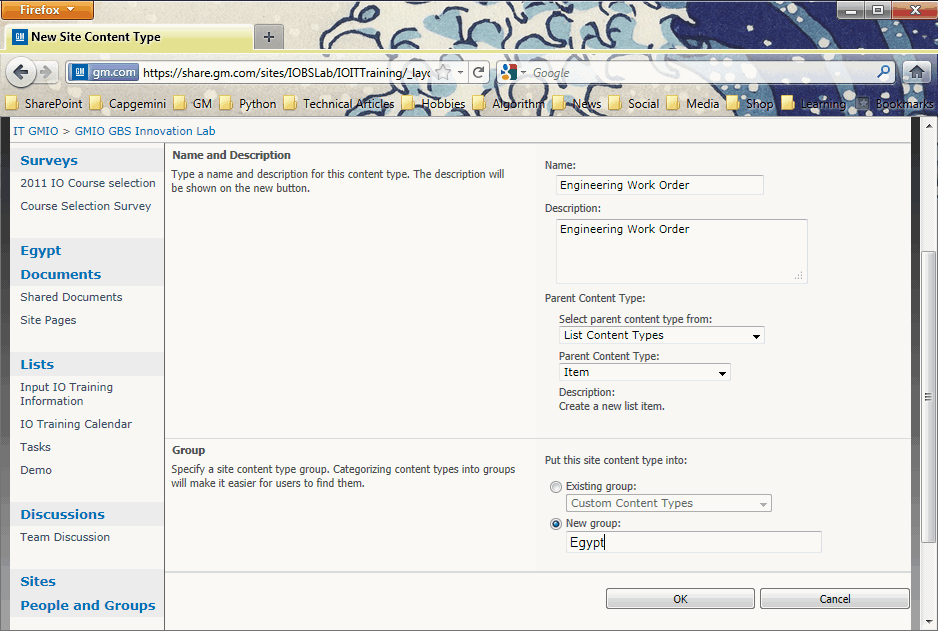 Firefox
New Site Content Type
gm.com https://share.gm.com/sites/IOBSLab/IOITTraining/_layo
Google
SharePoint Capgemini GM Python Technical Articles Hobbies Algorithm News Social Media Shop Learning Bookmarks
IT GMIO > GMIO GBS Innovation Lab
Surveys
2011 IO Course selection
Course Selection Survey
Egypt
Documents
Shared Documents
Site Pages
Lists
Input IO Training
Information
IO Training Calendar
Tasks
Demo
Discussions
Team Discussion
Sites
People and Groups
Name and Description
Type a name and description for this content type. The description will
be shown on the new button.
Name:
Engineering Work Order
Description:
Engineering Work Order
Parent Content Type:
Select parent content type from:
List Content Types
Parent Content Type:
Item
Description:
Create a new list item.
Group
Specify a site content type group. Categorizing content types into groups
will make it easier for users to find them.
Put this site content type into:
Existing group:
Custom Content Types
New group:
Egypt
OK Cancel